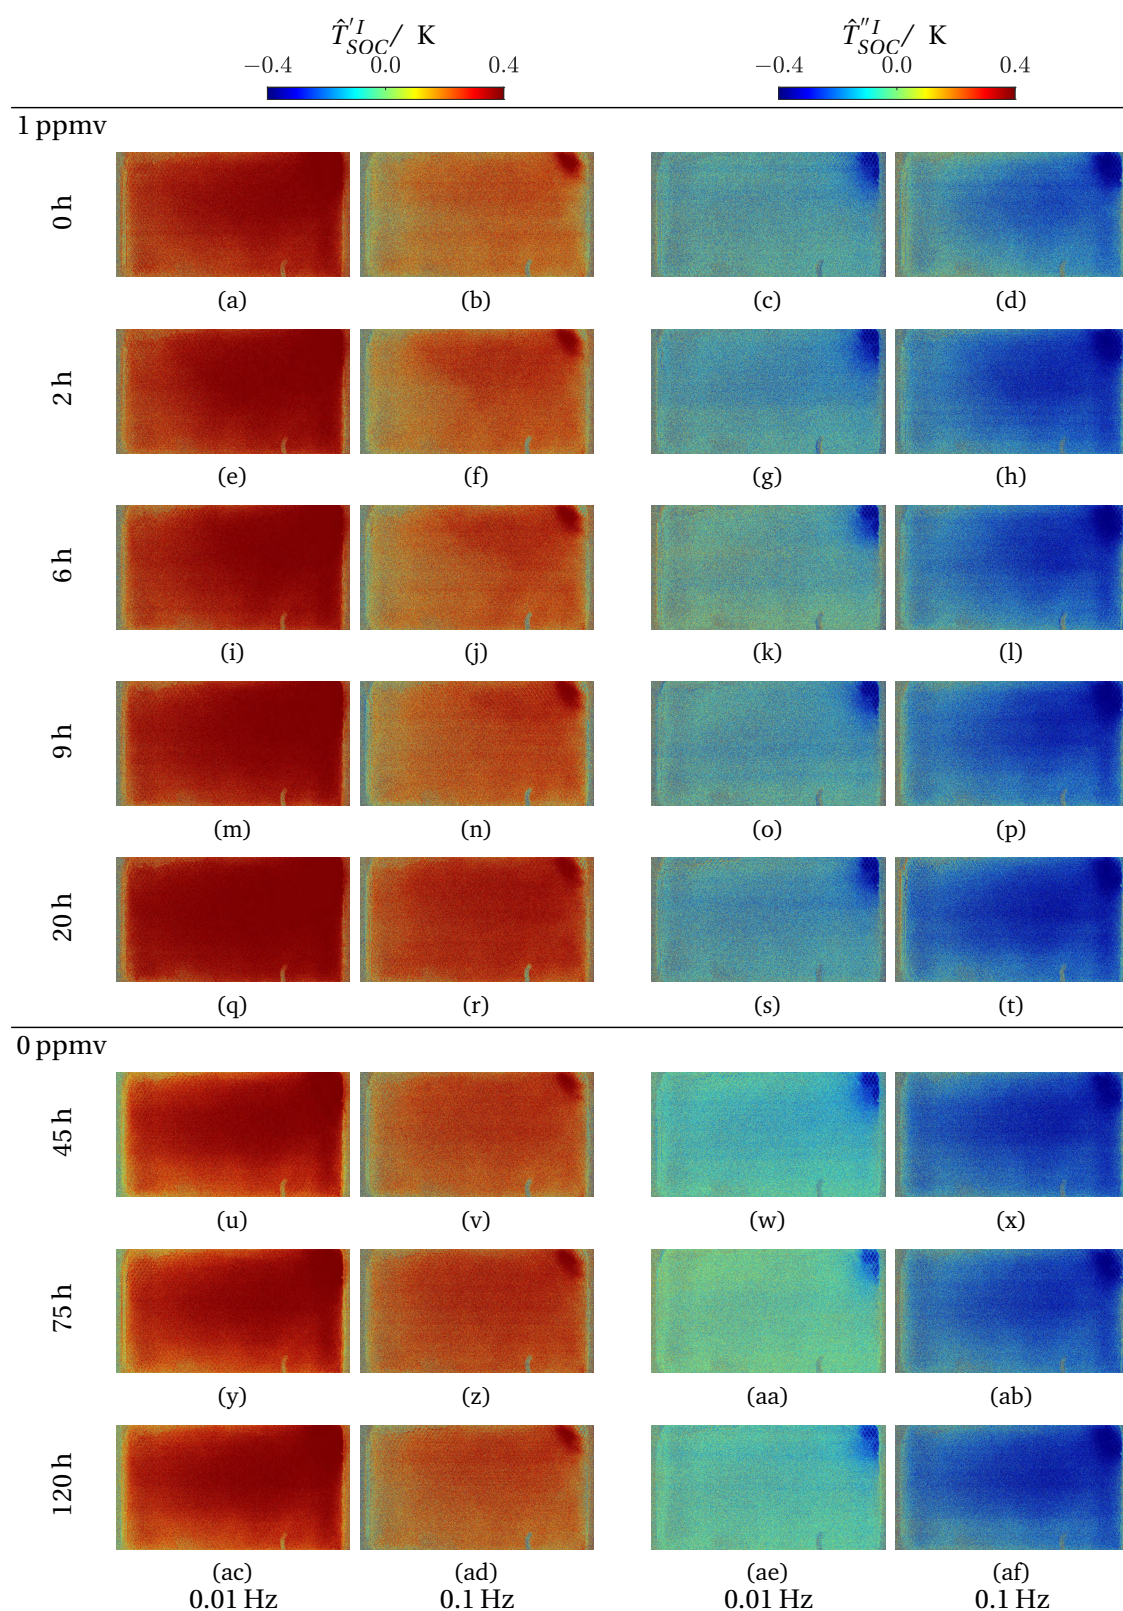 T̂'ᴵ_SOC / K T̂''ᴵ_SOC / K
−0.4 0.0 0.4 −0.4 0.0 0.4
1 ppmv
0 h
(a) (b) (c) (d)
2 h
(e) (f) (g) (h)
6 h
(i) (j) (k) (l)
9 h
(m) (n) (o) (p)
20 h
(q) (r) (s) (t)
0 ppmv
45 h
(u) (v) (w) (x)
75 h
(y) (z) (aa) (ab)
120 h
(ac) (ad) (ae) (af)
0.01 Hz 0.1 Hz 0.01 Hz 0.1 Hz